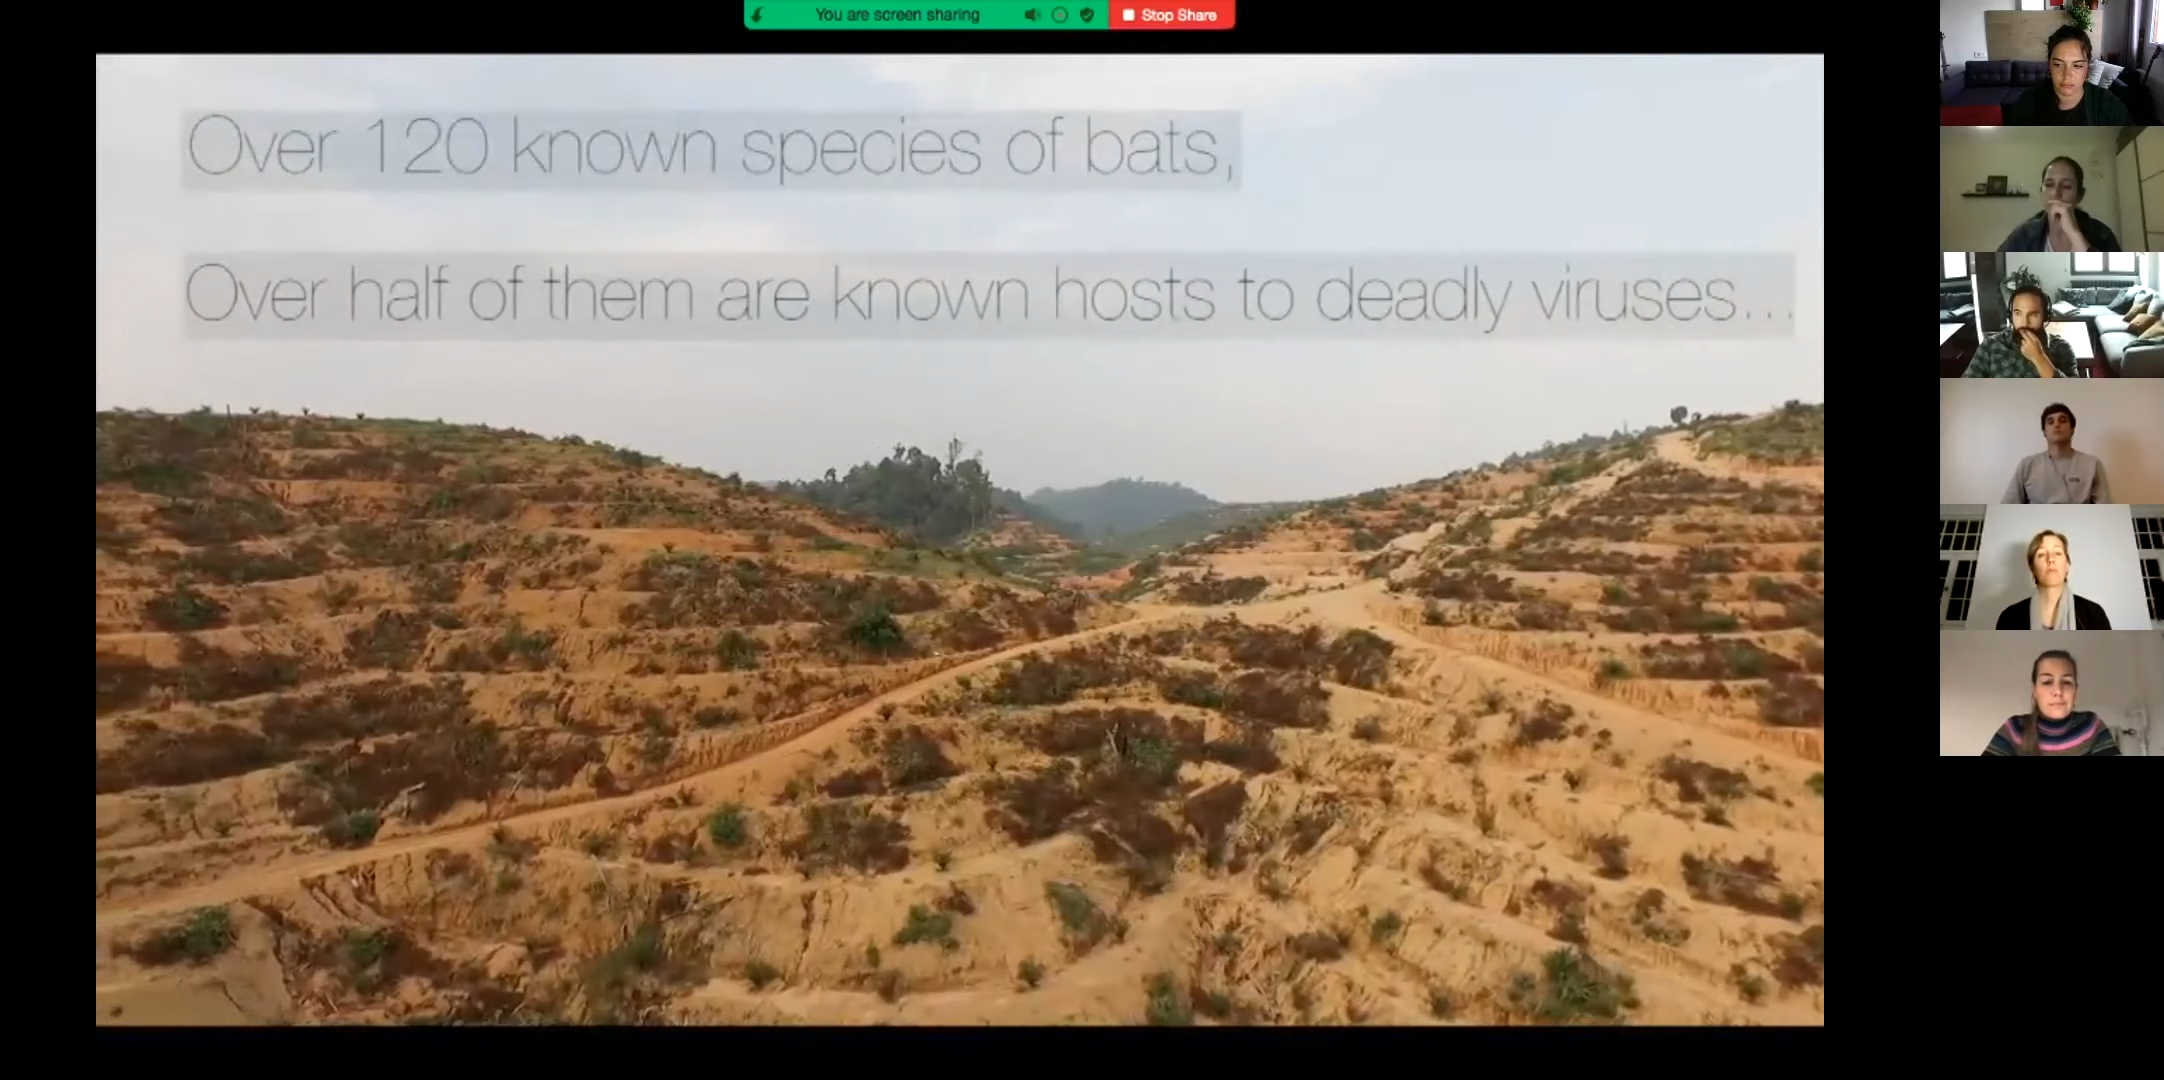 You are screen sharing
Stop Share
Over 120 known species of bats,
Over half of them are known hosts to deadly viruses...